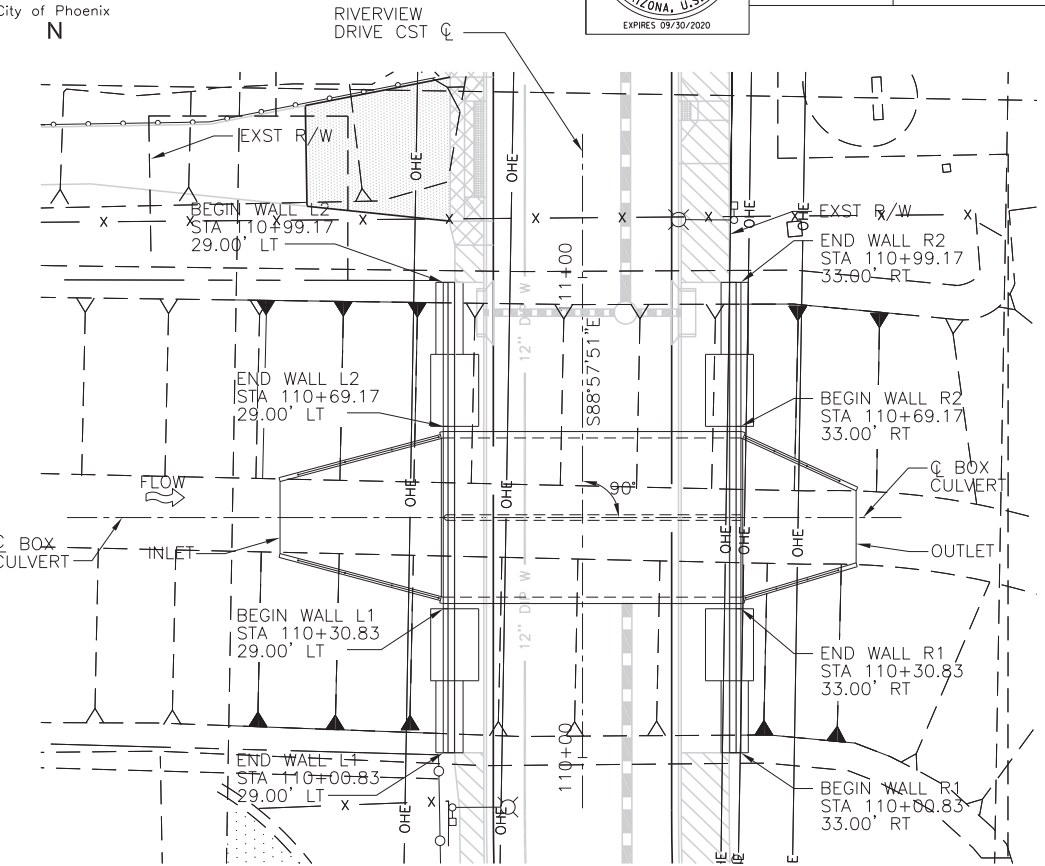 City of Phoenix
N
RIVERVIEW
DRIVE CST ℄
ARIZONA, U.S.
EXPIRES 09/30/2020
EXST R/W
OHE
OHE
BEGIN WALL L2
STA 110+99.17
29.00' LT
X X X X X X X X X X
OHE
OHE
EXST R/W
END WALL R2
STA 110+99.17
33.00' RT
111+00
12" DIP W
S88°57'51"E
END WALL L2
STA 110+69.17
29.00' LT
BEGIN WALL R2
STA 110+69.17
33.00' RT
FLOW
OHE
OHE
90°
℄ BOX
CULVERT
℄ BOX
CULVERT
INLET
OHE
OHE
OHE
OUTLET
12" DIP W
BEGIN WALL L1
STA 110+30.83
29.00' LT
END WALL R1
STA 110+30.83
33.00' RT
110+00
END WALL L1
STA 110+00.83
29.00' LT
X X
OHE
OHE
BEGIN WALL R1
STA 110+00.83
33.00' RT